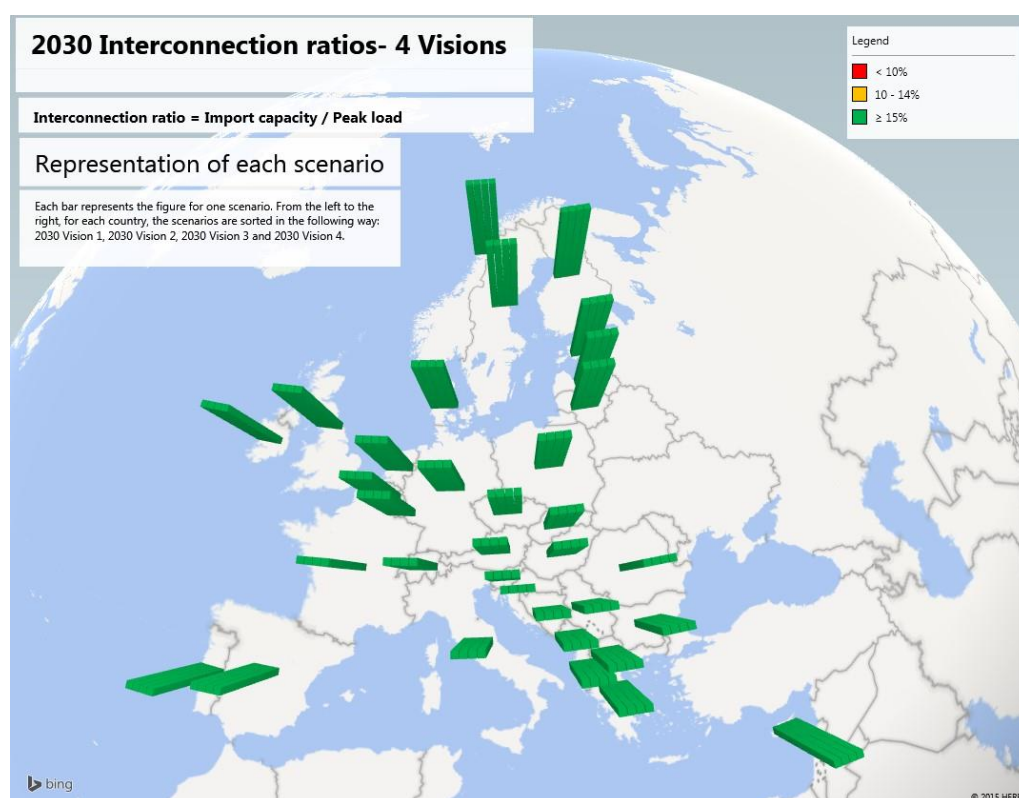 2030 Interconnection ratios- 4 Visions
Interconnection ratio = Import capacity / Peak load
Representation of each scenario
Each bar represents the figure for one scenario. From the left to the
right, for each country, the scenarios are sorted in the following way:
2030 Vision 1, 2030 Vision 2, 2030 Vision 3 and 2030 Vision 4.
Legend
< 10%
10 - 14%
≥ 15%
bing
© 2015 HERE